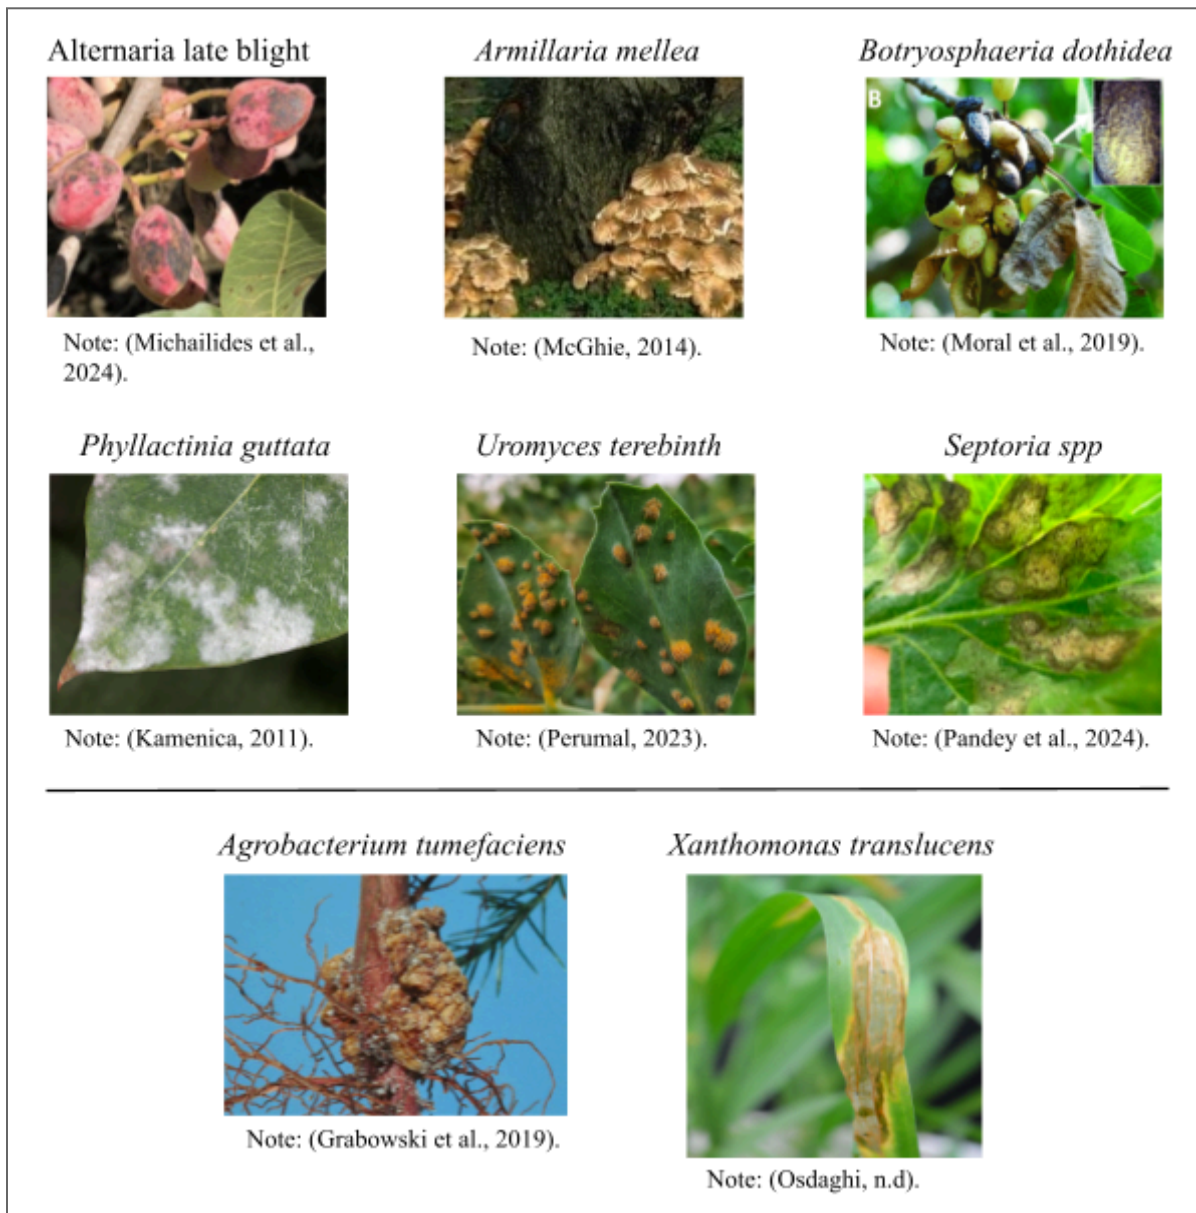 Alternaria late blight
Armillaria mellea
Botryosphaeria dothidea
B
Note: (Michailides et al.,
2024).
Note: (McGhie, 2014).
Note: (Moral et al., 2019).
Phyllactinia guttata
Uromyces terebinth
Septoria spp
Note: (Kamenica, 2011).
Note: (Perumal, 2023).
Note: (Pandey et al., 2024).
Agrobacterium tumefaciens
Xanthomonas translucens
Note: (Grabowski et al., 2019).
Note: (Osdaghi, n.d).